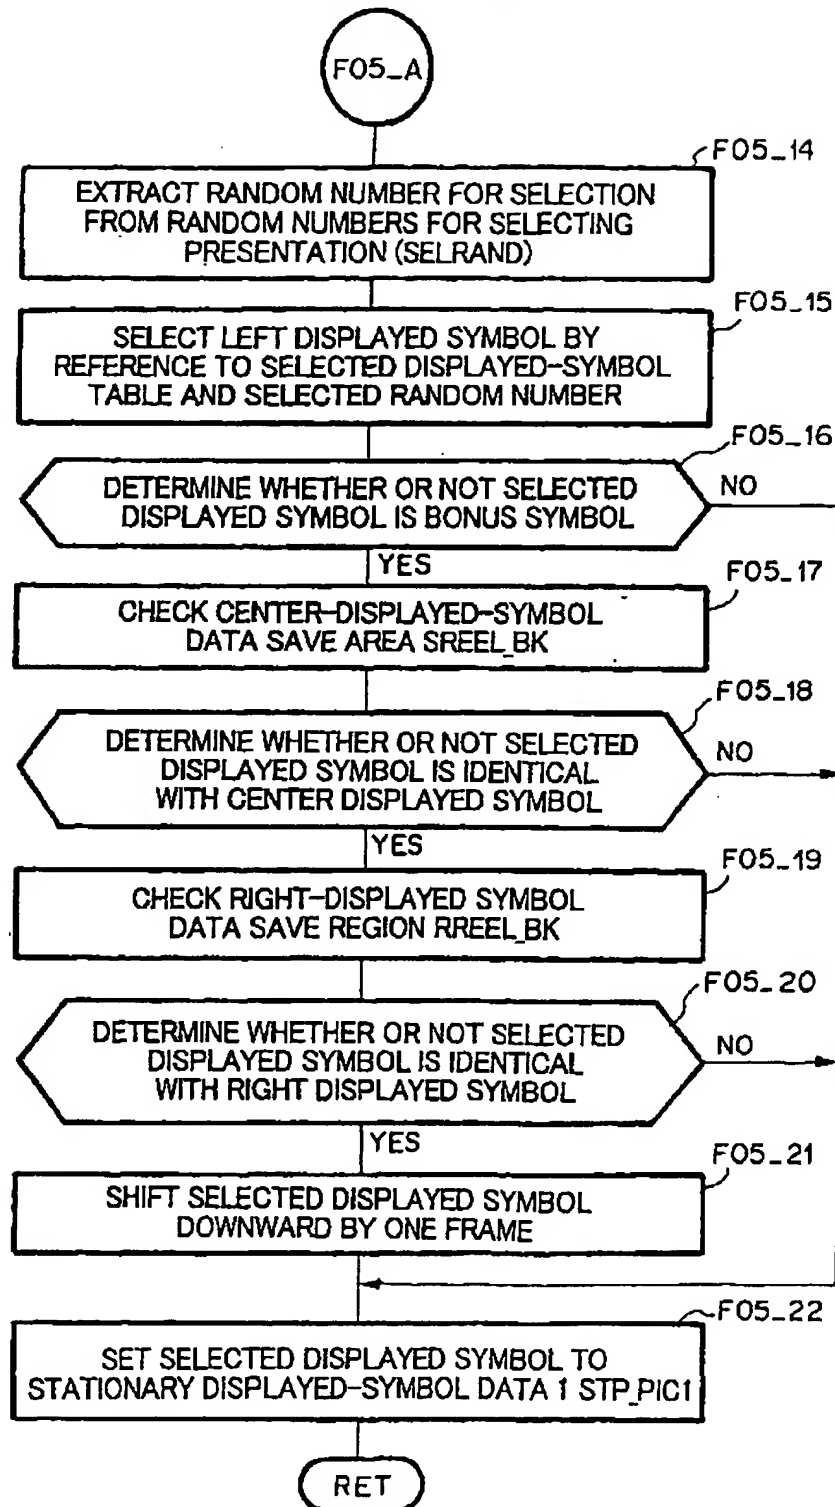 F05_A
F05_14
EXTRACT RANDOM NUMBER FOR SELECTION
FROM RANDOM NUMBERS FOR SELECTING
PRESENTATION (SELRAND)
F05_15
SELECT LEFT DISPLAYED SYMBOL BY
REFERENCE TO SELECTED DISPLAYED-SYMBOL
TABLE AND SELECTED RANDOM NUMBER
F05_16
DETERMINE WHETHER OR NOT SELECTED
DISPLAYED SYMBOL IS BONUS SYMBOL
NO
YES
F05_17
CHECK CENTER-DISPLAYED-SYMBOL
DATA SAVE AREA SREEL_BK
F05_18
DETERMINE WHETHER OR NOT SELECTED
DISPLAYED SYMBOL IS IDENTICAL
WITH CENTER DISPLAYED SYMBOL
NO
YES
F05_19
CHECK RIGHT-DISPLAYED SYMBOL
DATA SAVE REGION RREEL_BK
F05_20
DETERMINE WHETHER OR NOT SELECTED
DISPLAYED SYMBOL IS IDENTICAL
WITH RIGHT DISPLAYED SYMBOL
NO
YES
F05_21
SHIFT SELECTED DISPLAYED SYMBOL
DOWNWARD BY ONE FRAME
F05_22
SET SELECTED DISPLAYED SYMBOL TO
STATIONARY DISPLAYED-SYMBOL DATA 1 STP_PIC1
RET